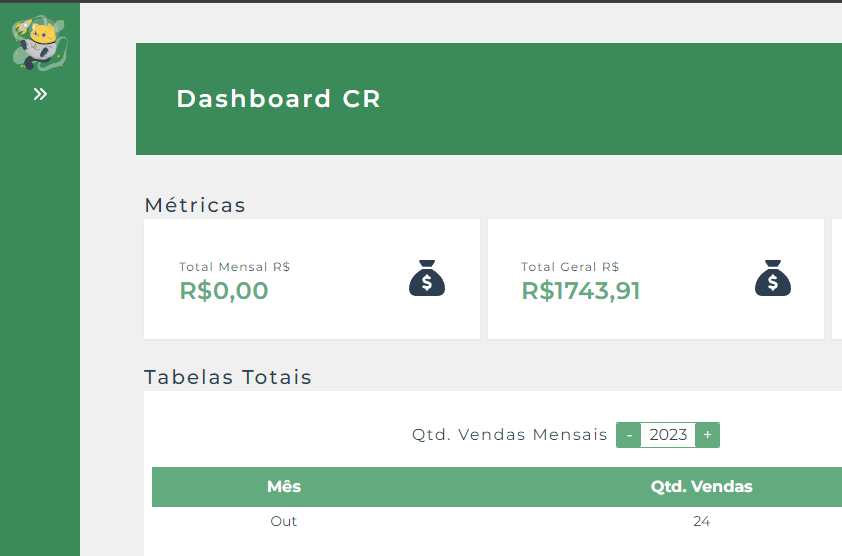 Dashboard CR
Métricas
Total Mensal R$
R$0,00
$
Total Geral R$
R$1743,91
$
Tabelas Totais
Qtd. Vendas Mensais - 2023 +
Mês Qtd. Vendas
Out 24